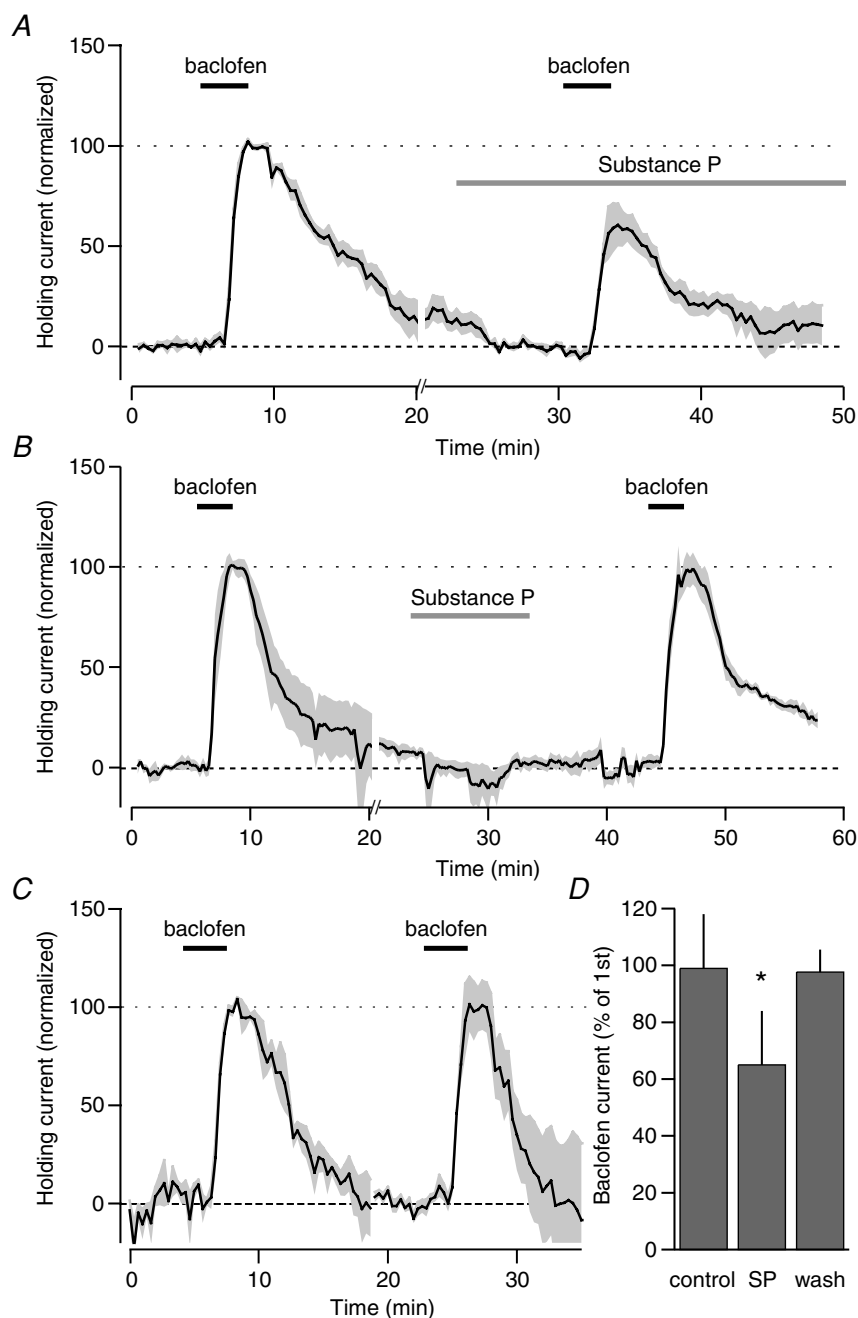 A
150
100
50
0
Holding current (normalized)
baclofen
baclofen
Substance P
0
10
20
30
40
50
Time (min)
B
150
100
50
0
Holding current (normalized)
baclofen
baclofen
Substance P
0
10
20
30
40
50
60
Time (min)
C
150
100
50
0
Holding current (normalized)
baclofen
baclofen
0
10
20
30
Time (min)
D
120
100
80
60
40
20
0
Baclofen current (% of 1st)
*
control
SP
wash